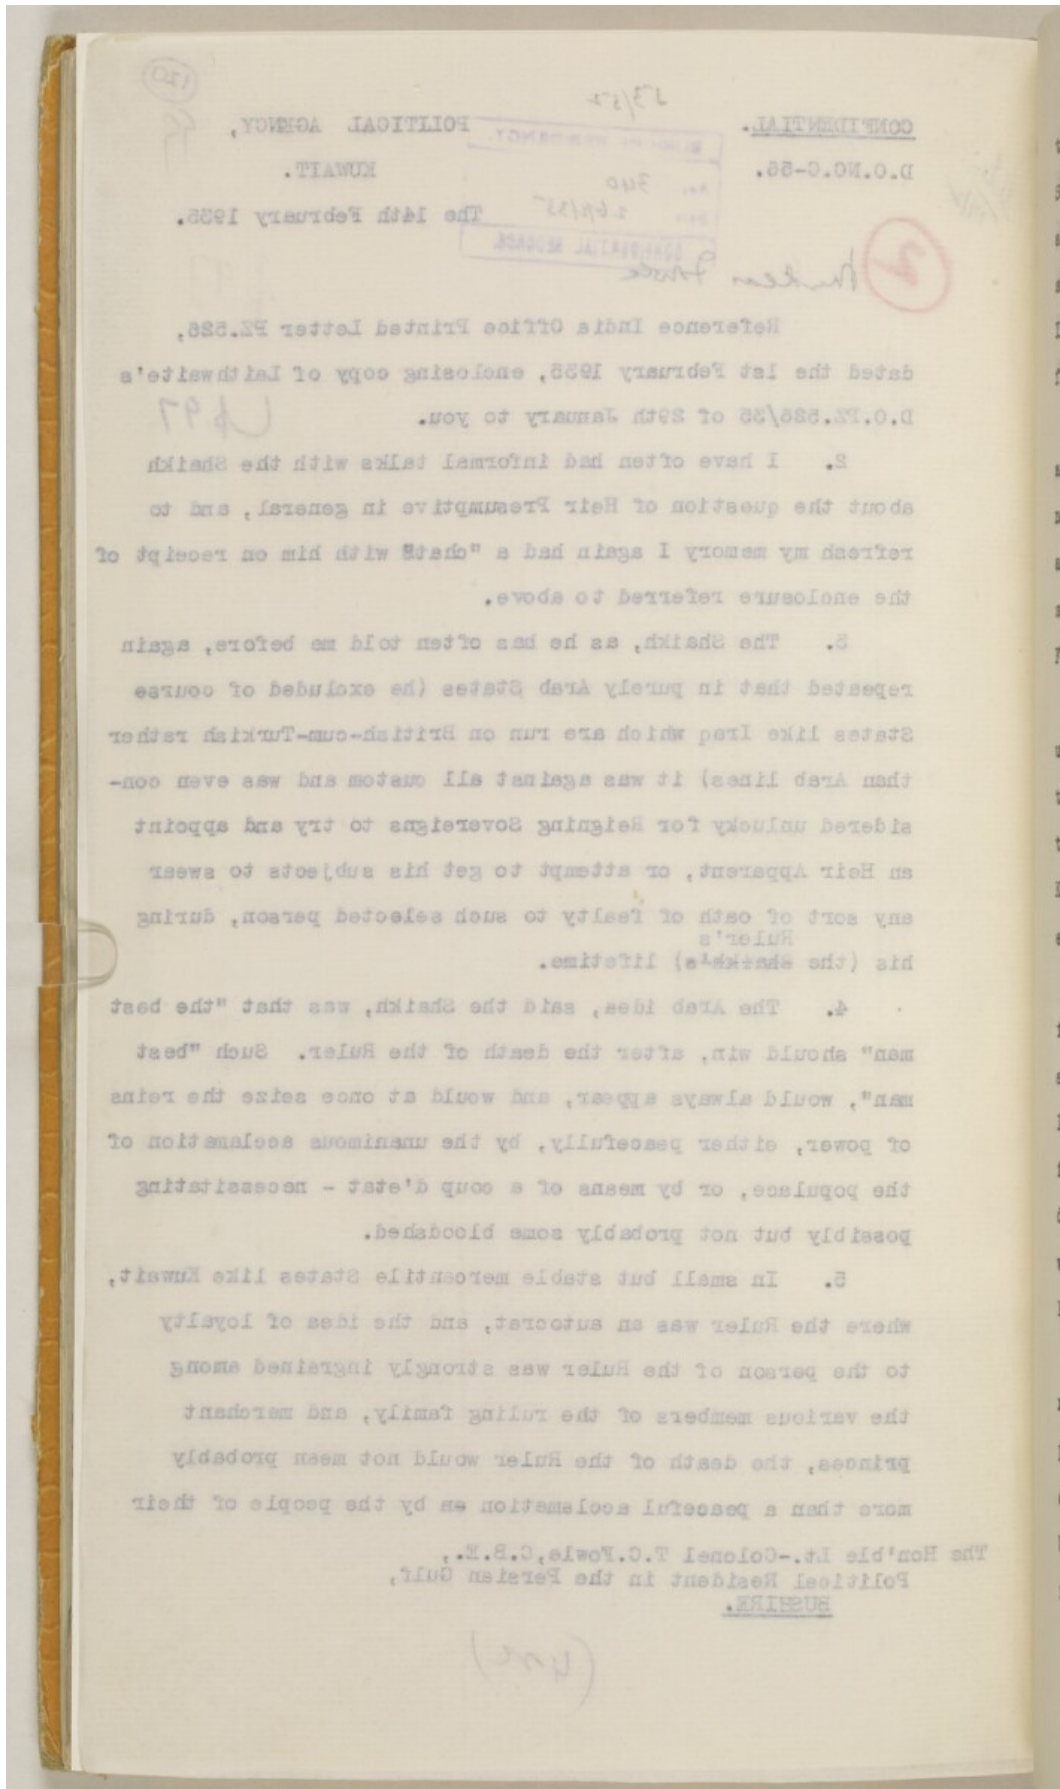 53/52
CONFIDENTIAL.
POLITICAL AGENCY,
D.O.NO.C-56.
KUWAIT.
The 14th February 1935.
BUSHIRE RESIDENCY.
No. 340
CONFIDENTIAL RECORDS
2
My dear Fowle
Reference India Office Printed Letter PZ.526,
dated the 1st February 1935, enclosing copy of Laithwaite's
D.O.PZ.526/35 of 29th January to you.
2. I have often had informal talks with the Shaikh
about the question of Heir Presumptive in general, and to
refresh my memory I again had a "chat" with him on receipt of
the enclosure referred to above.
3. The Shaikh, as he has often told me before, again
repeated that in purely Arab States (he excluded of course
States like Iraq which are run on British-cum-Turkish rather
than Arab lines) it was against all custom and was even con-
sidered unlucky for Reigning Sovereigns to try and appoint
an Heir Apparent, or attempt to get his subjects to swear
any sort of oath of fealty to such selected person, during
Ruler's
his (the Shaikh's) lifetime.
4. The Arab idea, said the Shaikh, was that "the best
man" should win, after the death of the Ruler. Such "best
man", would always appear, and would at once seize the reins
of power, either peacefully, by the unanimous acclamation of
the populace, or by means of a coup d'etat - necessitating
possibly but not probably some bloodshed.
5. In small but stable mercantile States like Kuwait,
where the Ruler was an autocrat, and the idea of loyalty
to the person of the Ruler was strongly ingrained among
the various members of the ruling family, and merchant
princes, the death of the Ruler would not mean probably
more than a peaceful acclamation en by the people of their
The Hon'ble Lt.-Colonel T.C.Fowle,C.B.E.,
Political Resident in the Persian Gulf,
BUSHIRE.